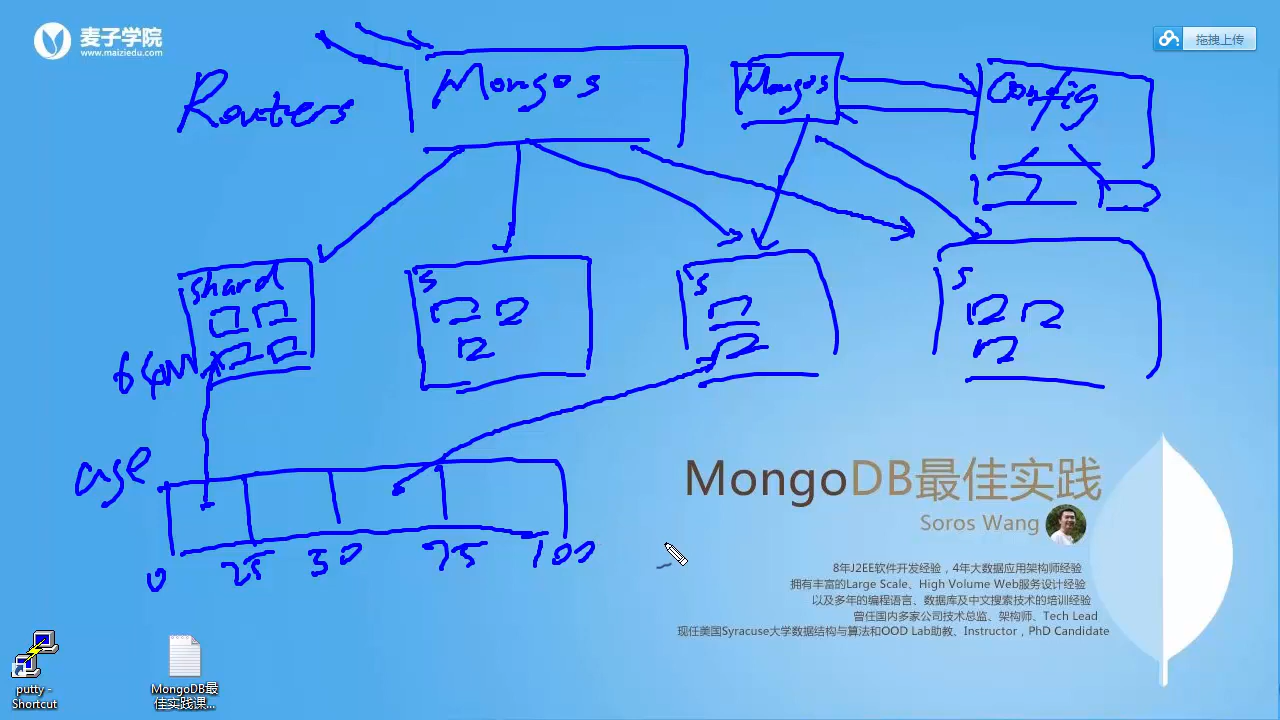 麦子学院
www.maiziedu.com
拖拽上传
Routers
Mongos
Mongos
Config
shard
s
s
s
64M
age
0 25 50 75 100
MongoDB最佳实践
Soros Wang
8年J2EE软件开发经验，4年大数据应用架构师经验
拥有丰富的Large Scale、High Volume Web服务设计经验
以及多年的编程语言、数据库及中文搜索技术的培训经验
曾任国内多家公司技术总监、架构师、Tech Lead
现任美国Syracuse大学数据结构与算法和OOD Lab助教、Instructor，PhD Candidate
putty -
Shortcut
MongoDB最
佳实践课...